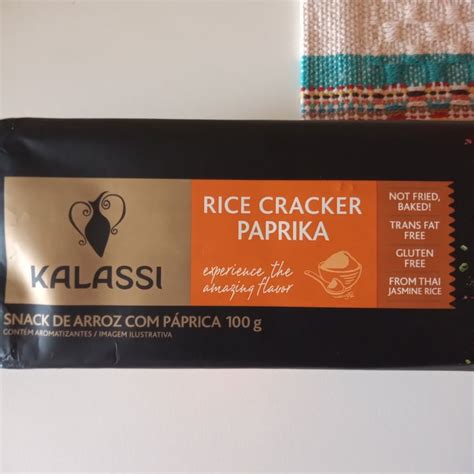 KALASSI
RICE CRACKER
PAPRIKA
experience the
amazing flavor
NOT FRIED,
BAKED!
TRANS FAT
FREE
GLUTEN
FREE
FROM THAI
JASMINE RICE
SNACK DE ARROZ COM PÁPRICA 100 g
CONTÉM AROMATIZANTES / IMAGEM ILUSTRATIVA